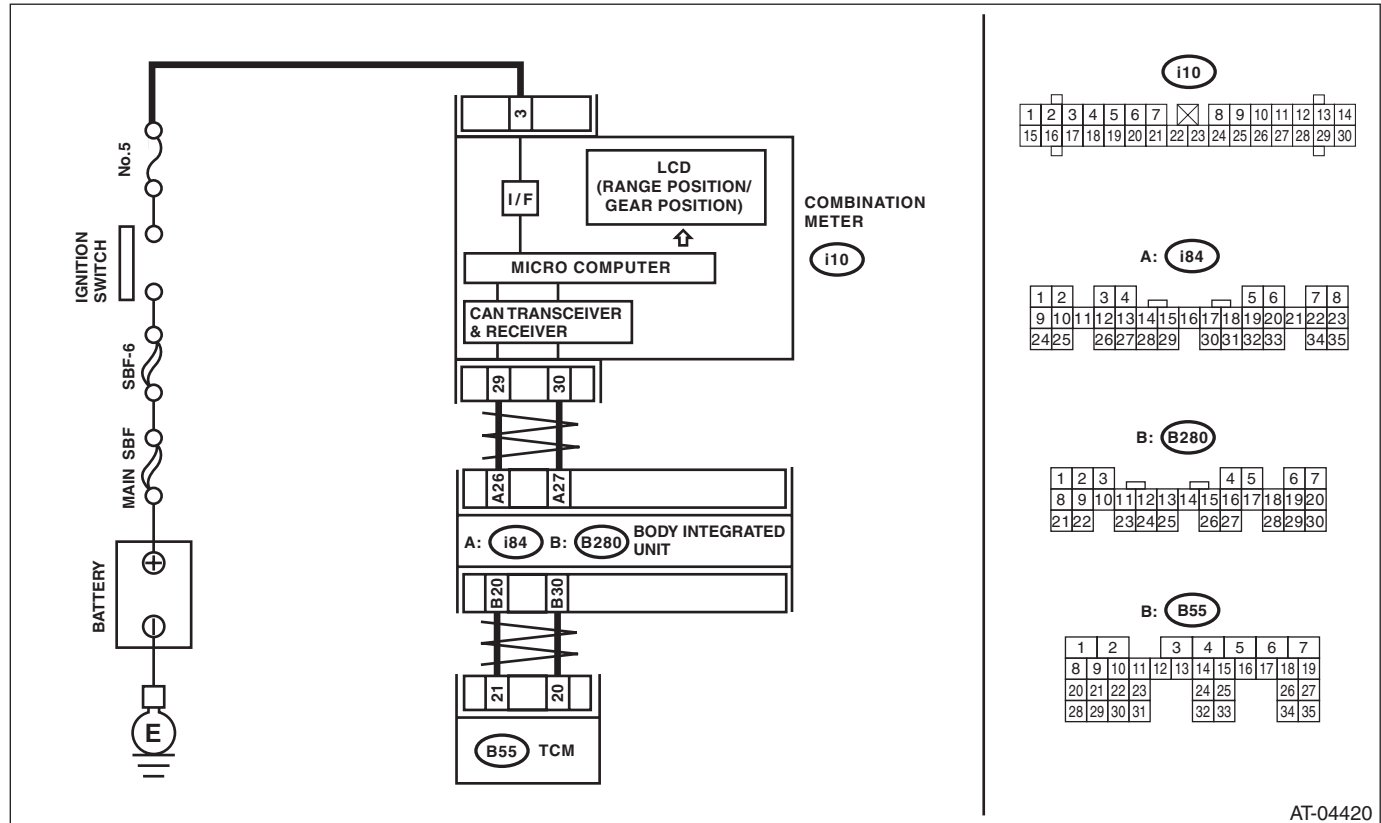 No.5
IGNITION
SWITCH
SBF-6
MAIN SBF
BATTERY
E
3
I/F
LCD
(RANGE POSITION/
GEAR POSITION)
MICRO COMPUTER
CAN TRANSCEIVER
& RECEIVER
COMBINATION
METER
i10
29 30
A26 A27
A: i84 B: B280 BODY INTEGRATED
UNIT
B20 B30
21 20
B55 TCM
i10
1 2 3 4 5 6 7 8 9 10 11 12 13 14
15 16 17 18 19 20 21 22 23 24 25 26 27 28 29 30
A: i84
1 2 3 4 5 6 7 8
9 10 11 12 13 14 15 16 17 18 19 20 21 22 23
24 25 26 27 28 29 30 31 32 33 34 35
B: B280
1 2 3 4 5 6 7
8 9 10 11 12 13 14 15 16 17 18 19 20
21 22 23 24 25 26 27 28 29 30
B: B55
1 2 3 4 5 6 7
8 9 10 11 12 13 14 15 16 17 18 19
20 21 22 23 24 25 26 27
28 29 30 31 32 33 34 35
AT-04420